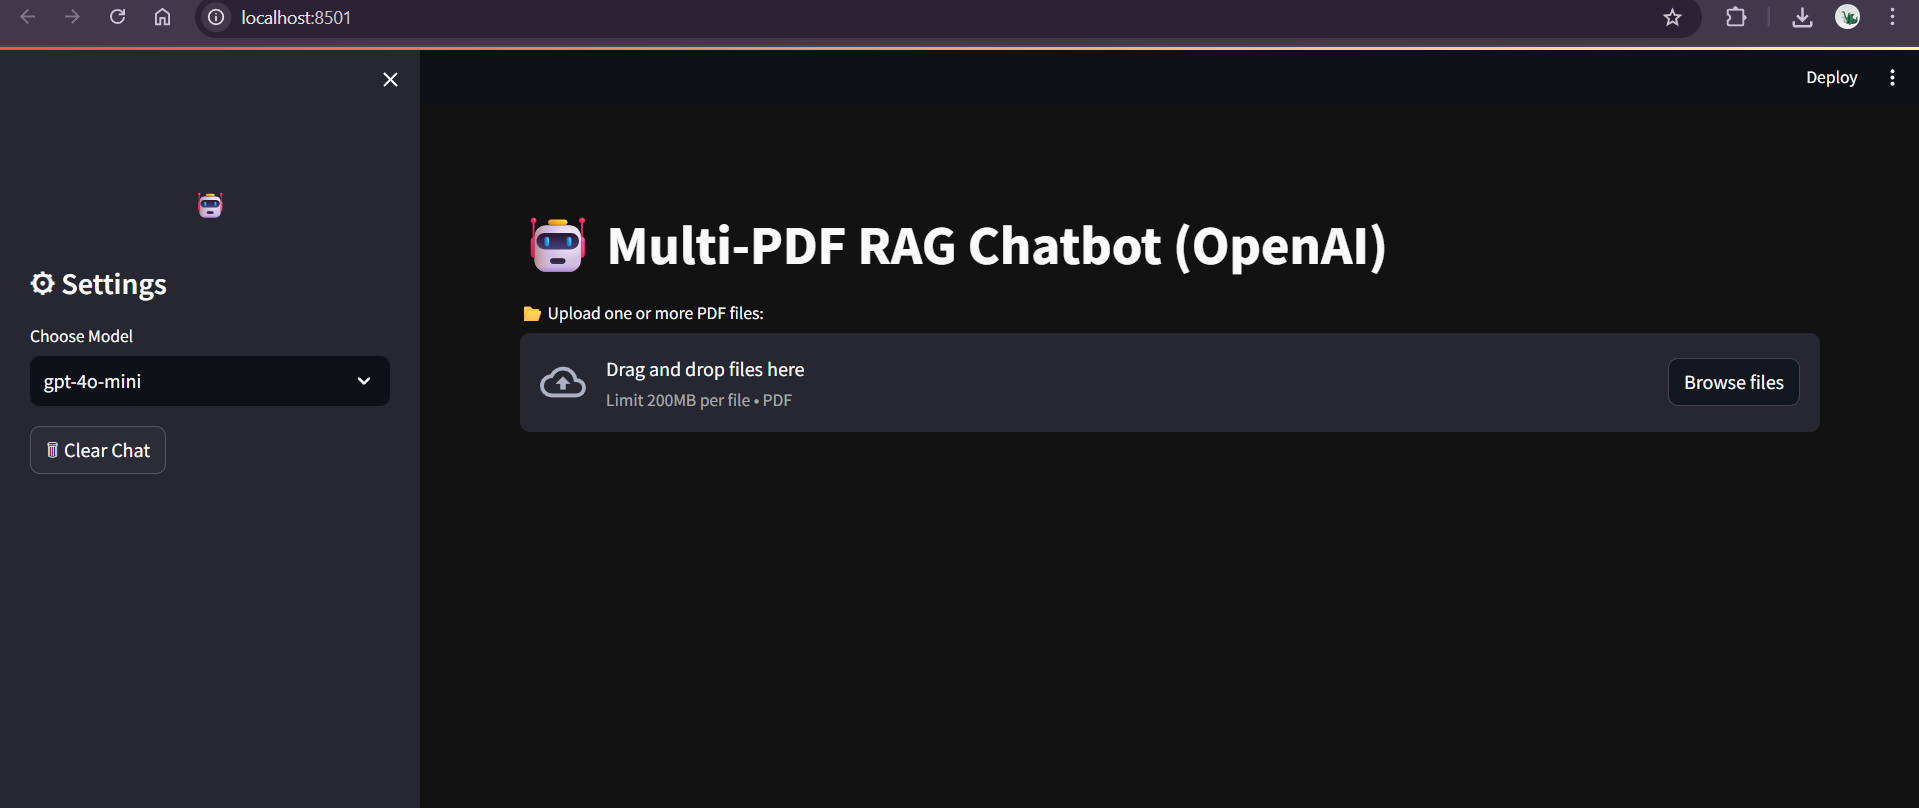 localhost:8501
Deploy
⚙ Settings
Choose Model
gpt-4o-mini
Clear Chat
Multi-PDF RAG Chatbot (OpenAI)
Upload one or more PDF files:
Drag and drop files here
Limit 200MB per file • PDF
Browse files